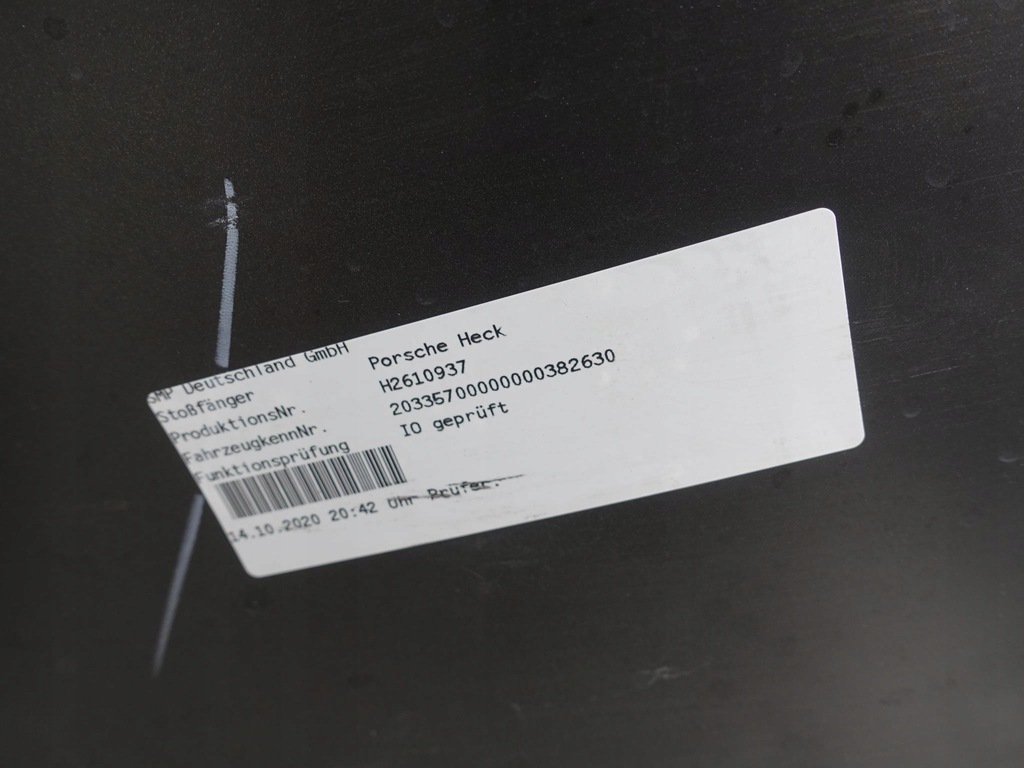 SMP Deutschland GmbH
Stoßfänger Porsche Heck
ProduktionsNr. H2610937
FahrzeugkennNr. 20335700000000382630
Funktionsprüfung IO geprüft
14.10.2020 20:42 Uhr Prüfer.